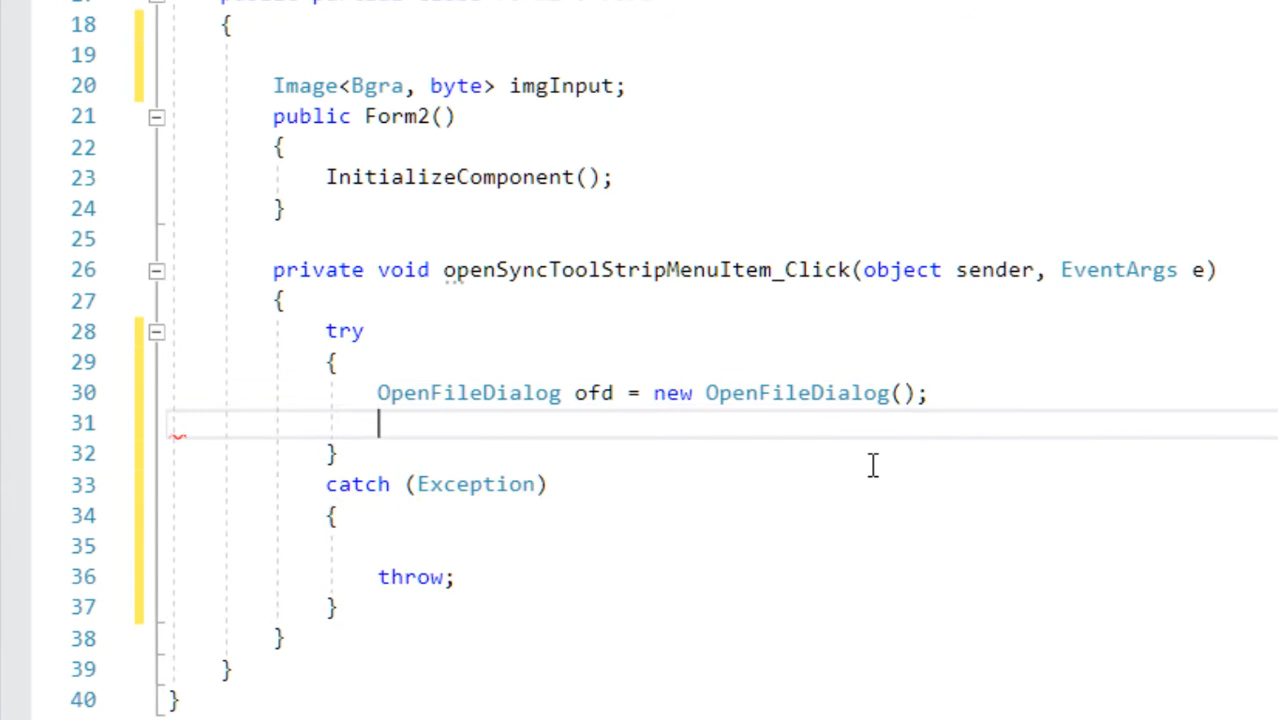 18 {
19
20 Image<Bgra, byte> imgInput;
21 public Form2()
22 {
23 InitializeComponent();
24 }
25
26 private void openSyncToolStripMenuItem_Click(object sender, EventArgs e)
27 {
28 try
29 {
30 OpenFileDialog ofd = new OpenFileDialog();
31
32 }
33 catch (Exception)
34 {
35
36 throw;
37 }
38 }
39 }
40 }